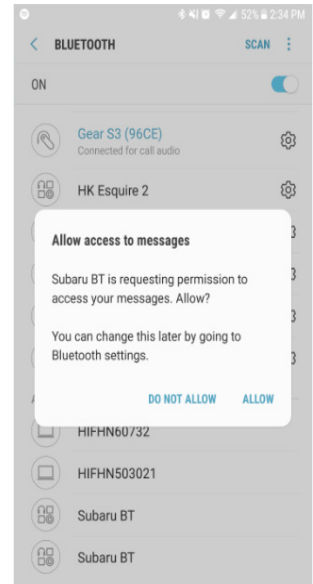 52% 2:34 PM
BLUETOOTH
SCAN
ON
Gear S3 (96CE)
Connected for call audio
HK Esquire 2
Allow access to messages
Subaru BT is requesting permission to
access your messages. Allow?
You can change this later by going to
Bluetooth settings.
DO NOT ALLOW ALLOW
HIFHN60732
HIFHN503021
Subaru BT
Subaru BT